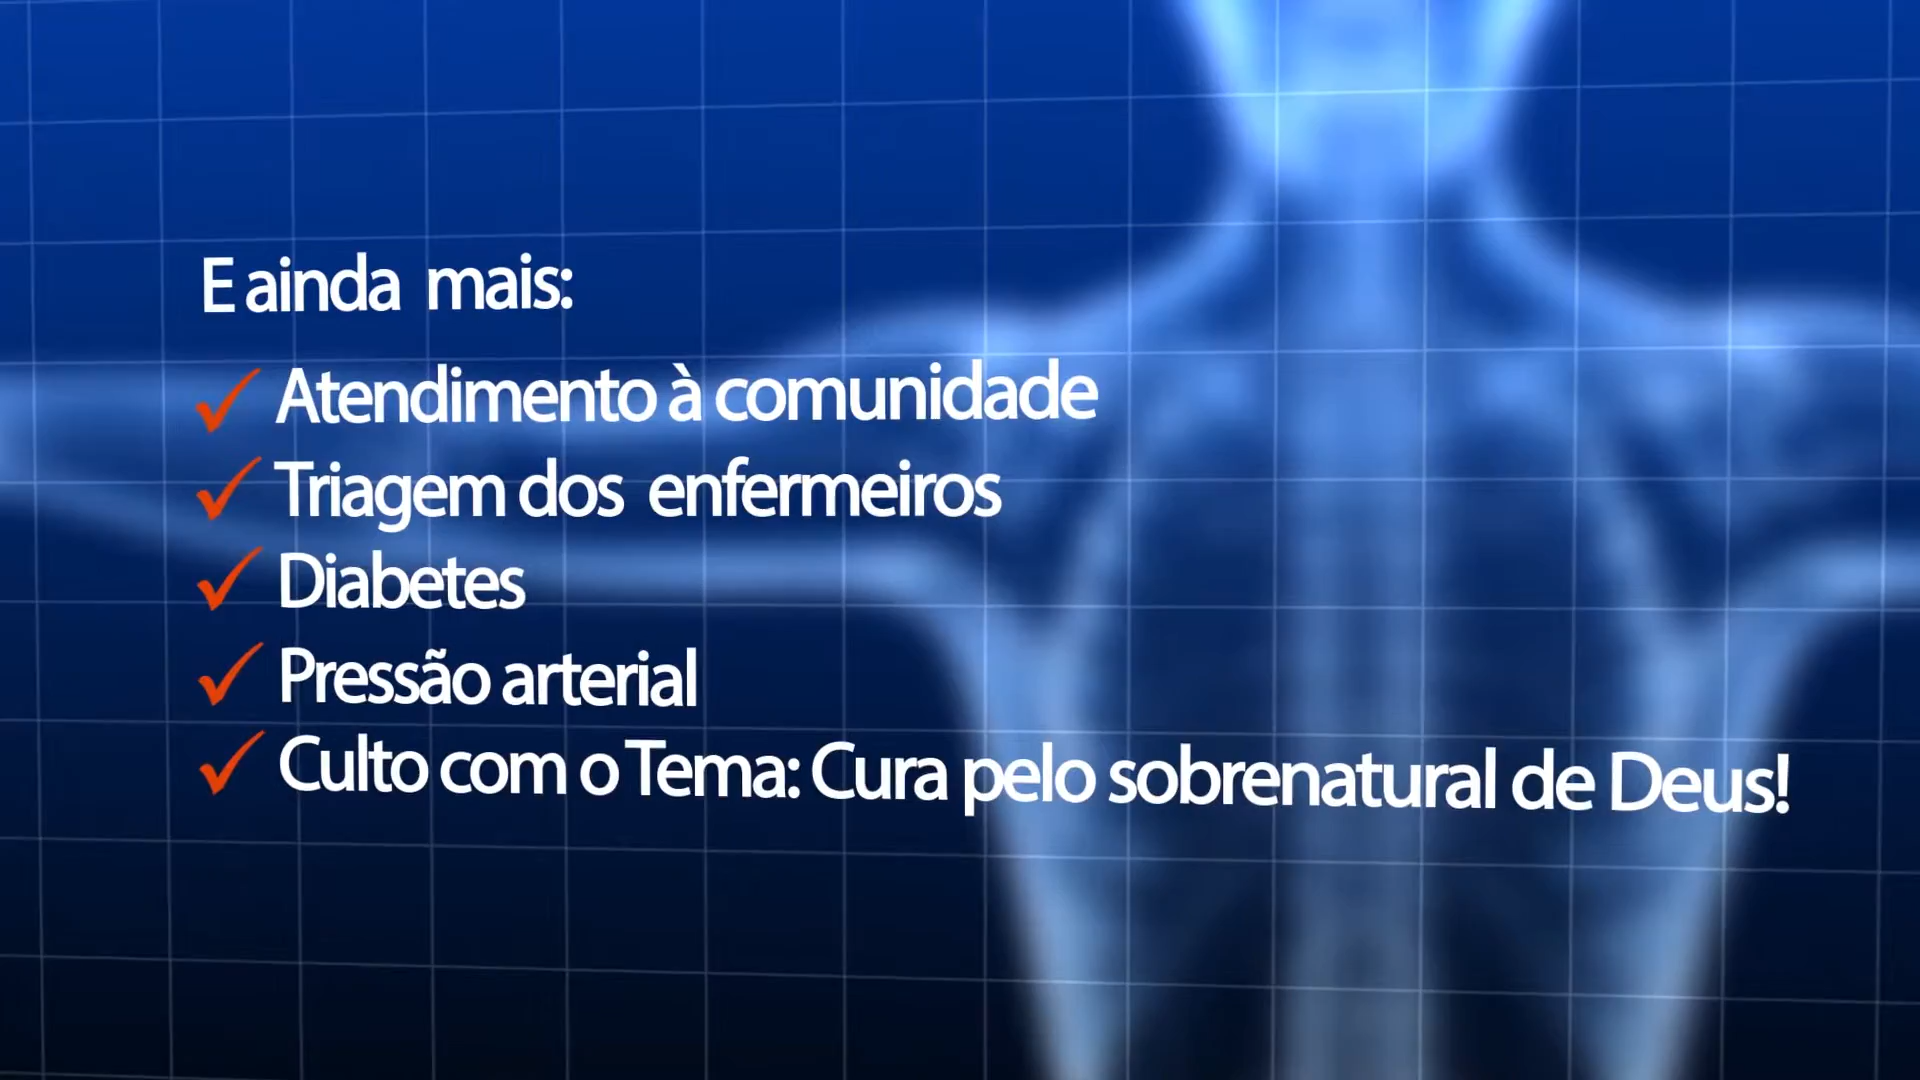 E ainda mais:
Atendimento à comunidade
Triagem dos enfermeiros
Diabetes
Pressão arterial
Culto com o Tema: Cura pelo sobrenatural de Deus!